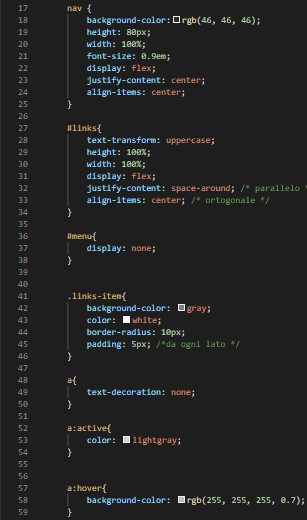 17 nav {
18 background-color: rgb(46, 46, 46);
19 height: 80px;
20 width: 100%;
21 font-size: 0.9em;
22 display: flex;
23 justify-content: center;
24 align-items: center;
25 }
26
27 #links{
28 text-transform: uppercase;
29 height: 100%;
30 width: 100%;
31 display: flex;
32 justify-content: space-around; /* parallelo
33 align-items: center; /* ortogonale */
34 }
35
36 #menu{
37 display: none;
38 }
39
40
41 .links-item{
42 background-color: gray;
43 color: white;
44 border-radius: 10px;
45 padding: 5px; /*da ogni lato */
46 }
47
48 a{
49 text-decoration: none;
50 }
51
52 a:active{
53 color: lightgray;
54 }
55
56
57 a:hover{
58 background-color: rgb(255, 255, 255, 0.7);
59 }